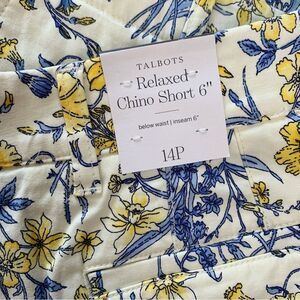 TALBOTS
Relaxed
Chino Short 6"
below waist | inseam 6"
14P